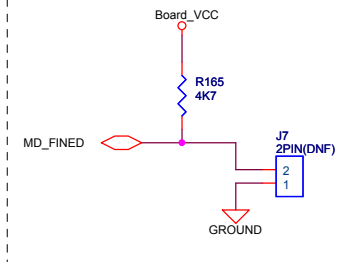 Board_VCC
R165
4K7
MD_FINED
J7
2PIN(DNF)
2
1
GROUND